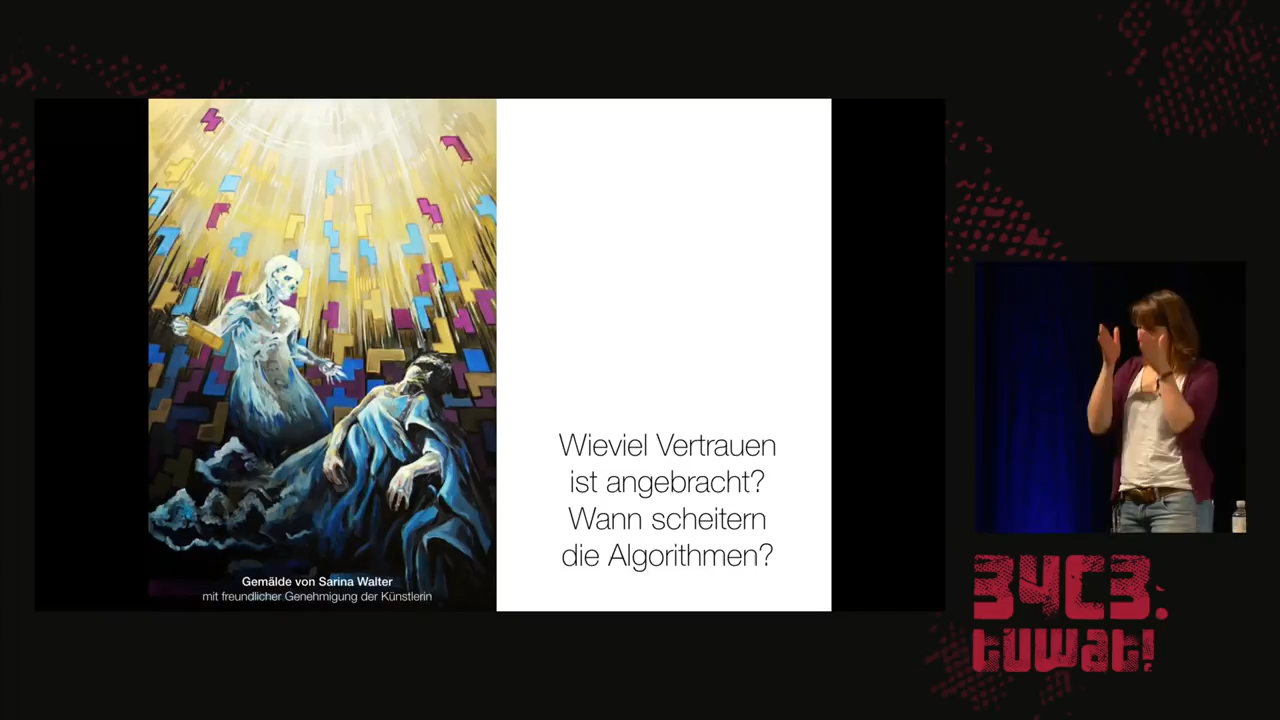 Wieviel Vertrauen
ist angebracht?
Wann scheitern
die Algorithmen?
Gemälde von Sarina Walter
mit freundlicher Genehmigung der Künstlerin
34C3.
tuwat!